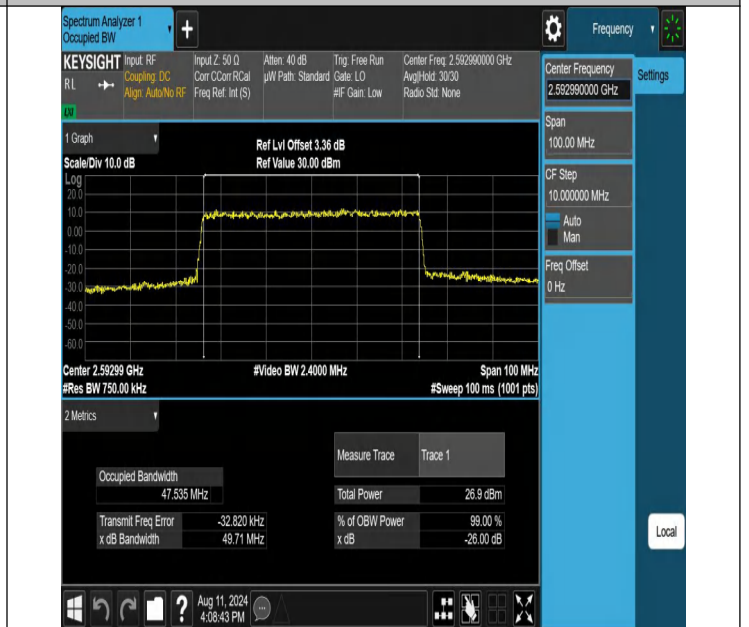 Spectrum Analyzer 1
Occupied BW
+
Frequency
KEYSIGHT
RL
LXI
Input: RF
Coupling: DC
Align: Auto/No RF
Input Z: 50 Ω
Corr CCorr RCal
Freq Ref: Int (S)
Atten: 40 dB
µW Path: Standard
Trig: Free Run
Gate: LO
#IF Gain: Low
Center Freq: 2.592990000 GHz
Avg|Hold: 30/30
Radio Std: None
Center Frequency
2.592990000 GHz
Settings
Span
100.00 MHz
CF Step
10.000000 MHz
Auto
Man
Freq Offset
0 Hz
1 Graph
Scale/Div 10.0 dB
Ref Lvl Offset 3.36 dB
Ref Value 30.00 dBm
Log
20.0
10.0
0.00
-10.0
-20.0
-30.0
-40.0
-50.0
-60.0
Center 2.59299 GHz
#Video BW 2.4000 MHz
Span 100 MHz
#Res BW 750.00 kHz
#Sweep 100 ms (1001 pts)
2 Metrics
Measure Trace
Trace 1
Occupied Bandwidth
47.535 MHz
Total Power
26.9 dBm
Transmit Freq Error
-32.820 kHz
% of OBW Power
99.00 %
x dB Bandwidth
49.71 MHz
x dB
-26.00 dB
Local
?
Aug 11, 2024
4:08:43 PM